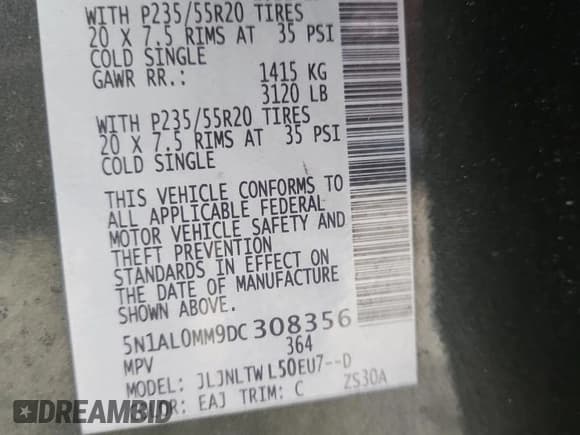 WITH P235/55R20 TIRES
20 X 7.5 RIMS AT 35 PSI
COLD SINGLE
GAWR RR.: 1415 KG
3120 LB
WITH P235/55R20 TIRES
20 X 7.5 RIMS AT 35 PSI
COLD SINGLE
THIS VEHICLE CONFORMS TO
ALL APPLICABLE FEDERAL
MOTOR VEHICLE SAFETY AND
THEFT PREVENTION
STANDARDS IN EFFECT ON
THE DATE OF MANUFACTURE
SHOWN ABOVE.
5N1AL0MM9DC308356
MPV 364
MODEL: JLJNLTWL50EU7--D
EAJ TRIM: C ZS30A
DREAMBID